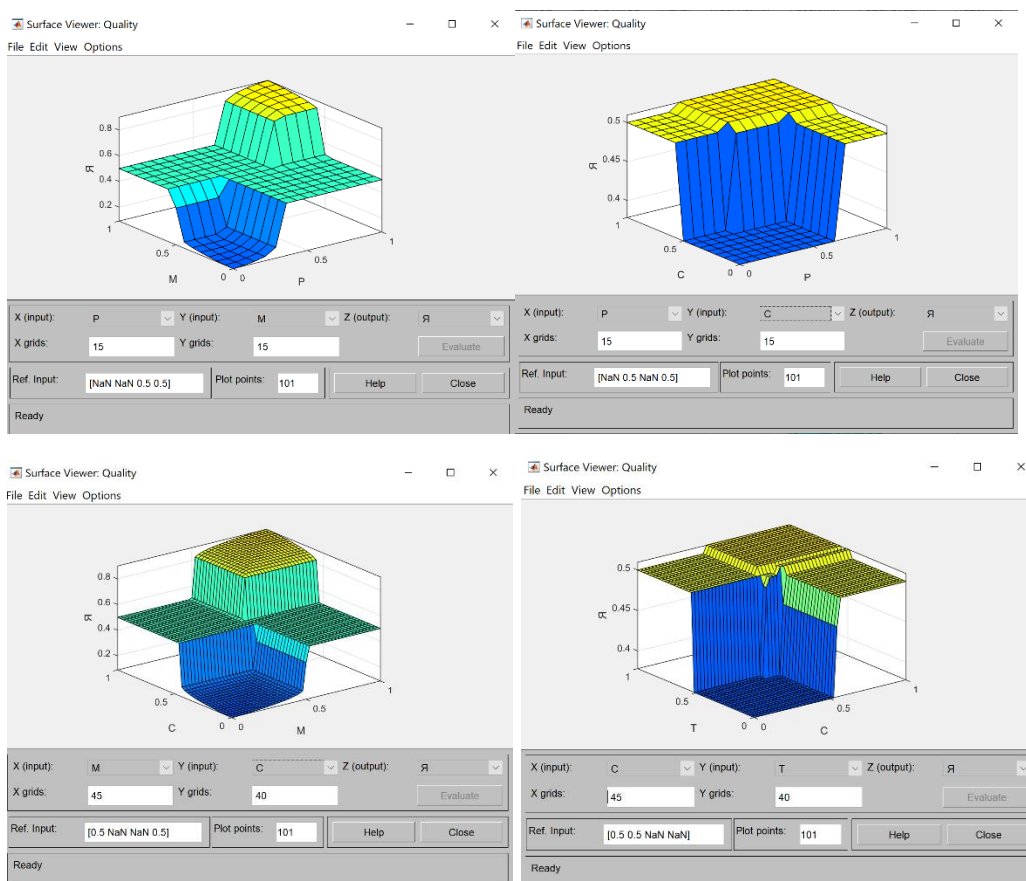 Surface Viewer: Quality
File Edit View Options
0.8
0.6
0.4
0.2
Я
1
0.5
0
M
0
0.5
1
P
X (input): P Y (input): M Z (output): Я
X grids: 15 Y grids: 15 Evaluate
Ref. Input: [NaN NaN 0.5 0.5] Plot points: 101 Help Close
Ready
Surface Viewer: Quality
File Edit View Options
0.5
0.45
0.4
Я
1
0.5
0
C
0
0.5
1
P
X (input): P Y (input): C Z (output): Я
X grids: 15 Y grids: 15 Evaluate
Ref. Input: [NaN 0.5 NaN 0.5] Plot points: 101 Help Close
Ready
Surface Viewer: Quality
File Edit View Options
0.8
0.6
0.4
0.2
Я
1
0.5
0
C
0
0.5
1
M
X (input): M Y (input): C Z (output): Я
X grids: 45 Y grids: 40 Evaluate
Ref. Input: [0.5 NaN NaN 0.5] Plot points: 101 Help Close
Ready
Surface Viewer: Quality
File Edit View Options
0.5
0.45
0.4
Я
1
0.5
0
T
0
0.5
1
C
X (input): C Y (input): T Z (output): Я
X grids: 45 Y grids: 40 Evaluate
Ref. Input: [0.5 0.5 NaN NaN] Plot points: 101 Help Close
Ready